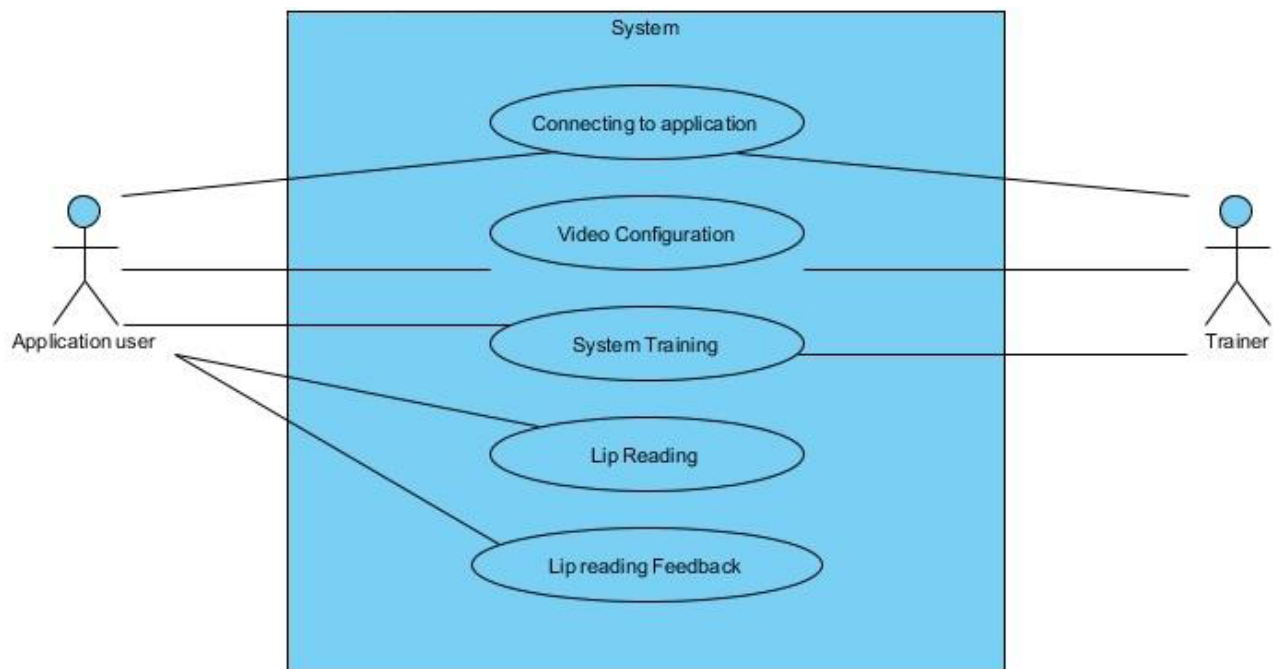 System
Connecting to application
Video Configuration
System Training
Application user
Trainer
Lip Reading
Lip reading Feedback